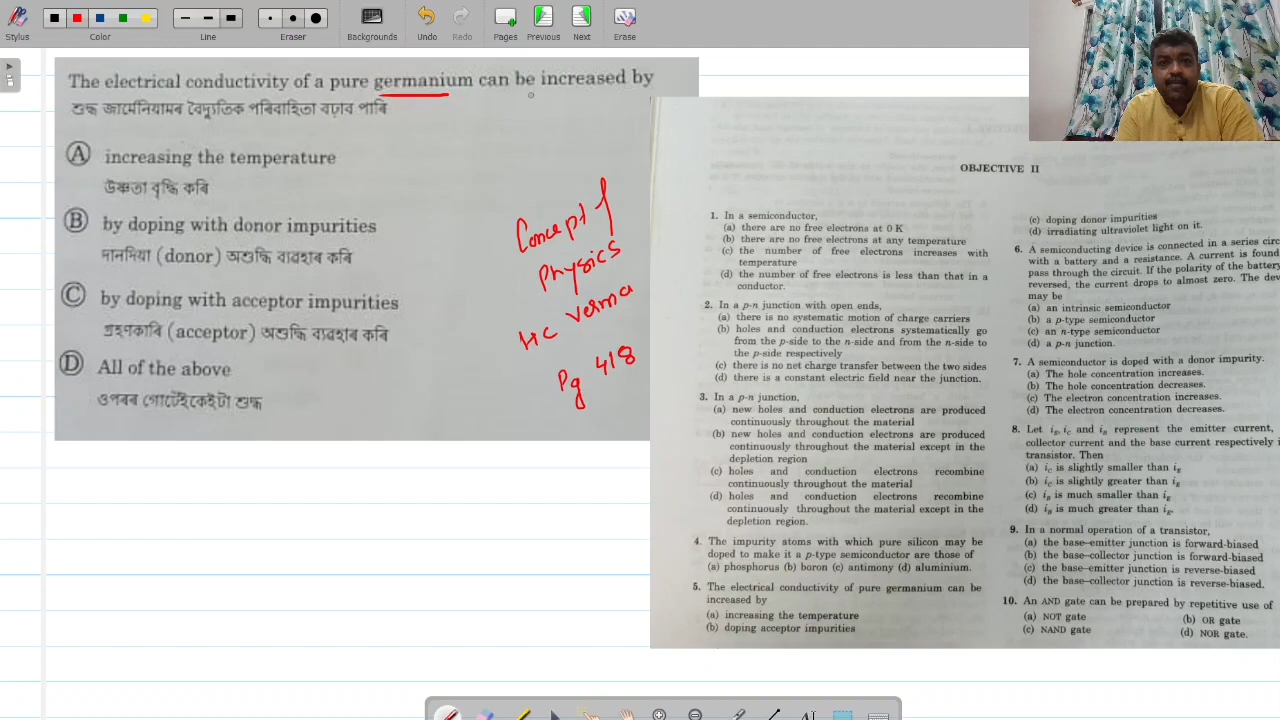 Stylus
Color
Line
Eraser
Backgrounds
Undo
Redo
Pages
Previous
Next
Erase
The electrical conductivity of a pure germanium can be increased by
শুদ্ধ জাৰ্মেনিয়ামৰ বৈদ্যুতিক পৰিবাহিতা বঢ়াব পাৰি
A increasing the temperature
উষ্ণতা বৃদ্ধি কৰি
B by doping with donor impurities
দানদিয়া (donor) অশুদ্ধি ব্যৱহাৰ কৰি
C by doping with acceptor impurities
গ্ৰহণকাৰি (acceptor) অশুদ্ধি ব্যৱহাৰ কৰি
D All of the above
ওপৰৰ গোটেইকেইটা শুদ্ধ
Concept of
Physics
HC Verma
Pg 418
OBJECTIVE II
1. In a semiconductor,
(a) there are no free electrons at 0 K
(b) there are no free electrons at any temperature
(c) the number of free electrons increases with
temperature
(d) the number of free electrons is less than that in a
conductor.
2. In a p-n junction with open ends,
(a) there is no systematic motion of charge carriers
(b) holes and conduction electrons systematically go
from the p-side to the n-side and from the n-side to
the p-side respectively
(c) there is no net charge transfer between the two sides
(d) there is a constant electric field near the junction.
3. In a p-n junction,
(a) new holes and conduction electrons are produced
continuously throughout the material
(b) new holes and conduction electrons are produced
continuously throughout the material except in the
depletion region
(c) holes and conduction electrons recombine
continuously throughout the material
(d) holes and conduction electrons recombine
continuously throughout the material except in the
depletion region.
4. The impurity atoms with which pure silicon may be
doped to make it a p-type semiconductor are those of
(a) phosphorus (b) boron (c) antimony (d) aluminium.
5. The electrical conductivity of pure germanium can be
increased by
(a) increasing the temperature
(b) doping acceptor impurities
(c) doping donor impurities
(d) irradiating ultraviolet light on it.
6. A semiconducting device is connected in a series circ
with a battery and a resistance. A current is found
pass through the circuit. If the polarity of the battery
reversed, the current drops to almost zero. The dev
may be
(a) an intrinsic semiconductor
(b) a p-type semiconductor
(c) an n-type semiconductor
(d) a p-n junction.
7. A semiconductor is doped with a donor impurity.
(a) The hole concentration increases.
(b) The hole concentration decreases.
(c) The electron concentration increases.
(d) The electron concentration decreases.
8. Let iE, iC and iB represent the emitter current,
collector current and the base current respectively i
transistor. Then
(a) iC is slightly smaller than iE
(b) iC is slightly greater than iE
(c) iB is much smaller than iE
(d) iB is much greater than iE.
9. In a normal operation of a transistor,
(a) the base–emitter junction is forward-biased
(b) the base–collector junction is forward-biased
(c) the base–emitter junction is reverse-biased
(d) the base–collector junction is reverse-biased.
10. An AND gate can be prepared by repetitive use of
(a) NOT gate (b) OR gate
(c) NAND gate (d) NOR gate.